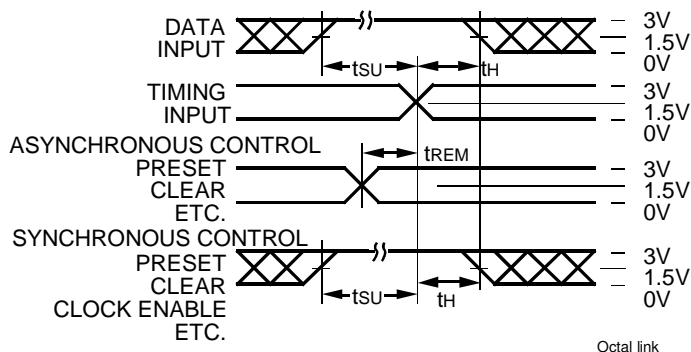 DATA
INPUT
tSU
tH
3V
1.5V
0V
TIMING
INPUT
3V
1.5V
0V
ASYNCHRONOUS CONTROL
PRESET
CLEAR
ETC.
tREM
3V
1.5V
0V
SYNCHRONOUS CONTROL
PRESET
CLEAR
CLOCK ENABLE
ETC.
tSU
tH
3V
1.5V
0V
Octal link